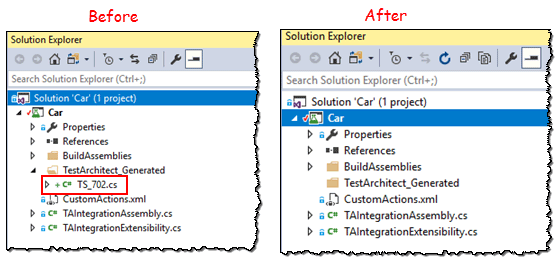 Before
Solution Explorer
Search Solution Explorer (Ctrl+;)
Solution 'Car' (1 project)
Car
Properties
References
BuildAssemblies
TestArchitect_Generated
+ C# TS_702.cs
CustomActions.xml
C# TAIntegrationAssembly.cs
C# TAIntegrationExtensibility.cs
After
Solution Explorer
Search Solution Explorer (Ctrl+;)
Solution 'Car' (1 project)
Car
Properties
References
BuildAssemblies
TestArchitect_Generated
CustomActions.xml
C# TAIntegrationAssembly.cs
C# TAIntegrationExtensibility.cs